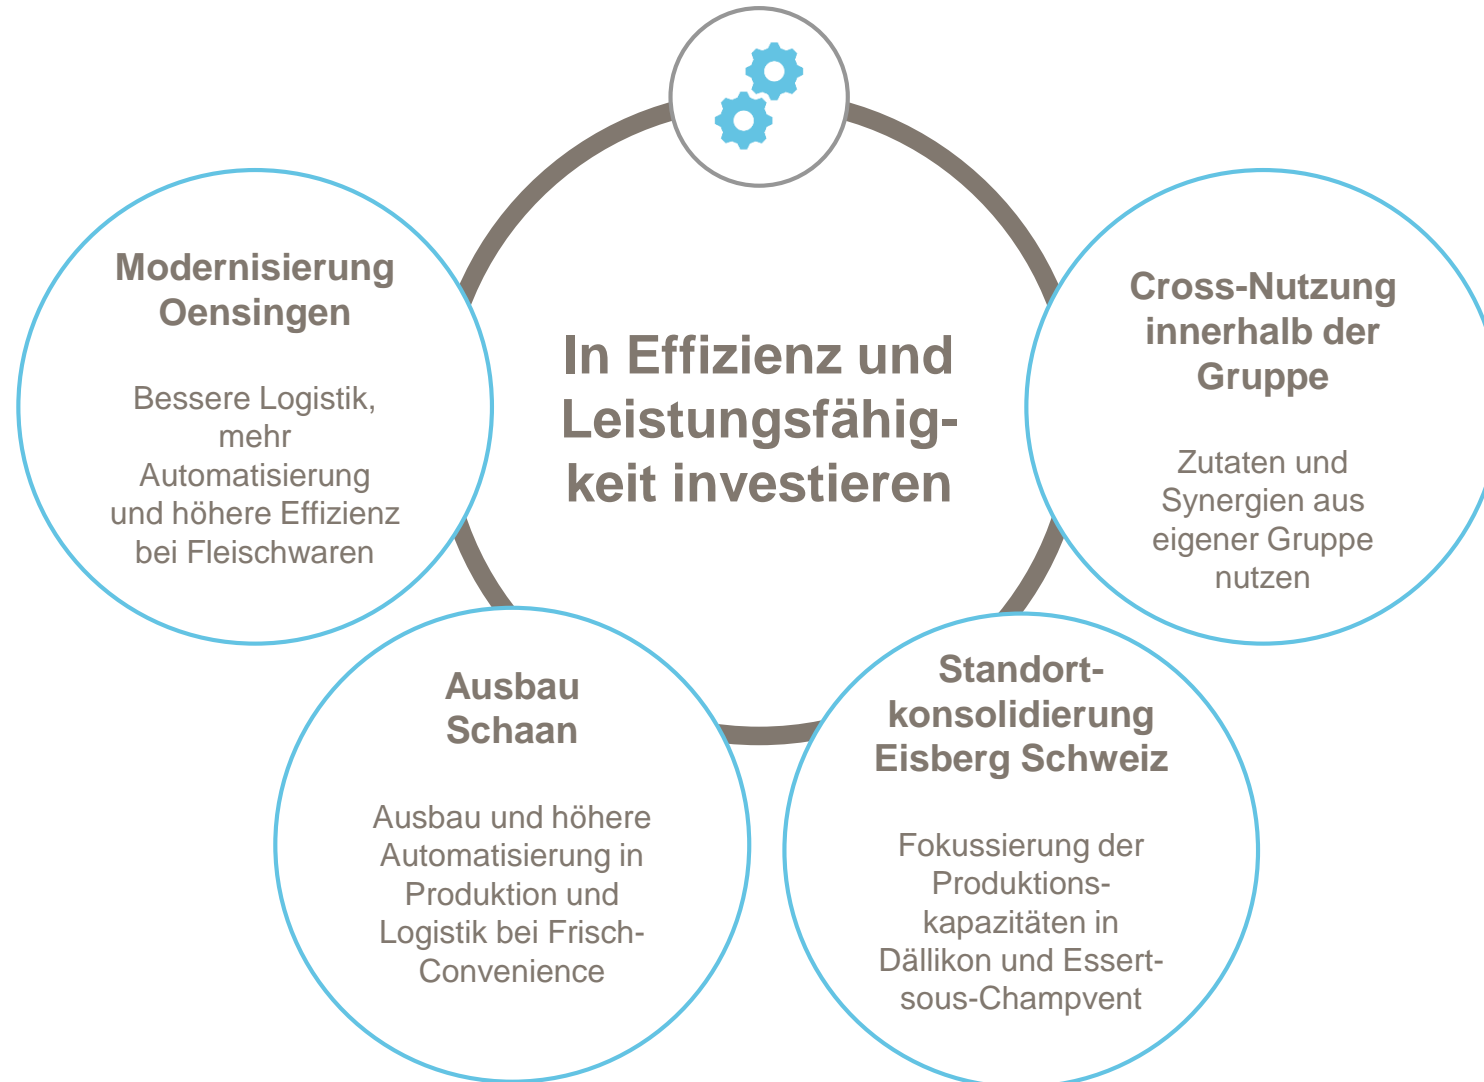 In Effizienz und
Leistungsfähig-
keit investieren
Modernisierung
Oensingen
Bessere Logistik,
mehr
Automatisierung
und höhere Effizienz
bei Fleischwaren
Ausbau
Schaan
Ausbau und höhere
Automatisierung in
Produktion und
Logistik bei Frisch-
Convenience
Standort-
konsolidierung
Eisberg Schweiz
Fokussierung der
Produktions-
kapazitäten in
Dällikon und Essert-
sous-Champvent
Cross-Nutzung
innerhalb der
Gruppe
Zutaten und
Synergien aus
eigener Gruppe
nutzen